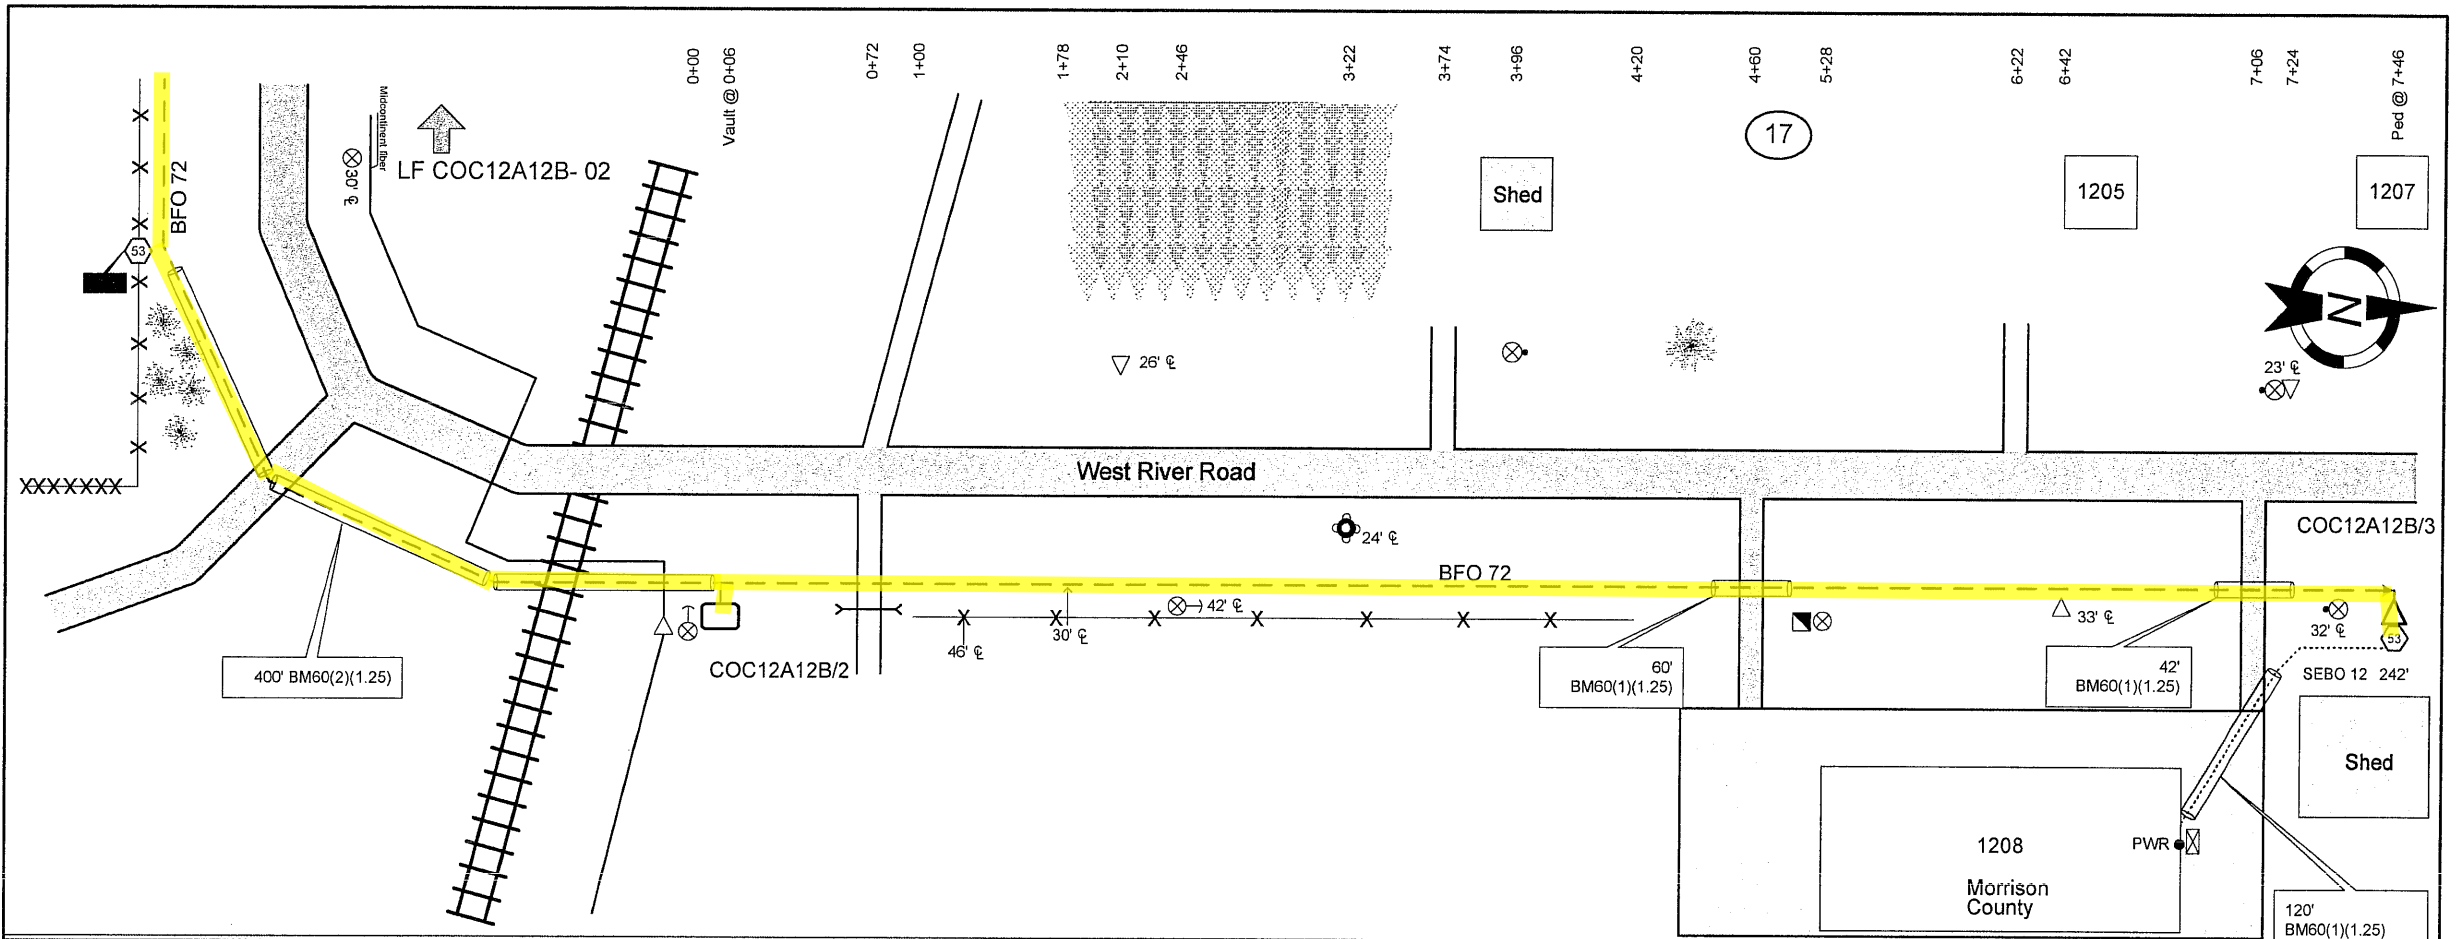 0+00
Vault @ 0+06
0+72
1+00
1+78
2+10
2+46
3+22
3+74
3+96
4+20
4+60
5+28
6+22
6+42
7+06
7+24
Ped @ 7+46
Midcontinent fiber
30' ℄
LF COC12A12B- 02
BFO 72
53
17
Shed
1205
1207
N
26' ℄
23' ℄
West River Road
24' ℄
COC12A12B/3
BFO 72
42' ℄
30' ℄
46' ℄
33' ℄
32' ℄
53
COC12A12B/2
400' BM60(2)(1.25)
60'
BM60(1)(1.25)
42'
BM60(1)(1.25)
SEBO 12 242'
Shed
1208
PWR
Morrison
County
120'
BM60(1)(1.25)